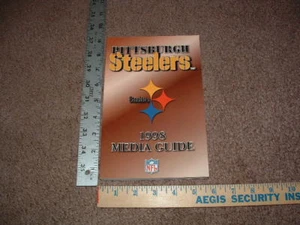 PITTSBURGH
Steelers
Steelers
1998
MEDIA GUIDE
NFL
AEGIS SECURITY INS